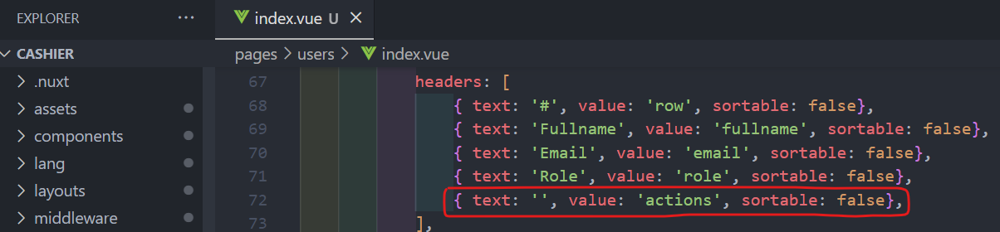 EXPLORER ...
index.vue U ×
CASHIER
pages > users > index.vue
> .nuxt
> assets
> components
> lang
> layouts
> middleware
67 headers: [
68 { text: '#', value: 'row', sortable: false},
69 { text: 'Fullname', value: 'fullname', sortable: false},
70 { text: 'Email', value: 'email', sortable: false},
71 { text: 'Role', value: 'role', sortable: false},
72 { text: '', value: 'actions', sortable: false},
73 ],